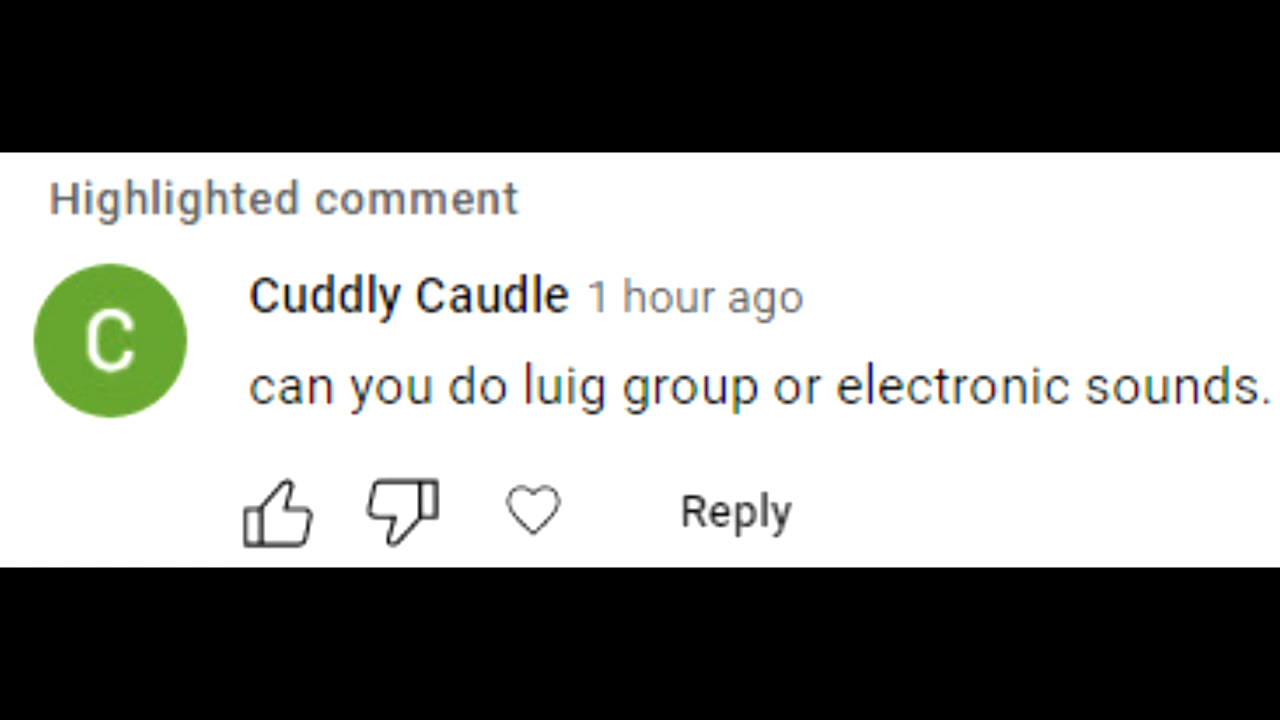 Highlighted comment
C
Cuddly Caudle 1 hour ago
can you do luig group or electronic sounds.
Reply